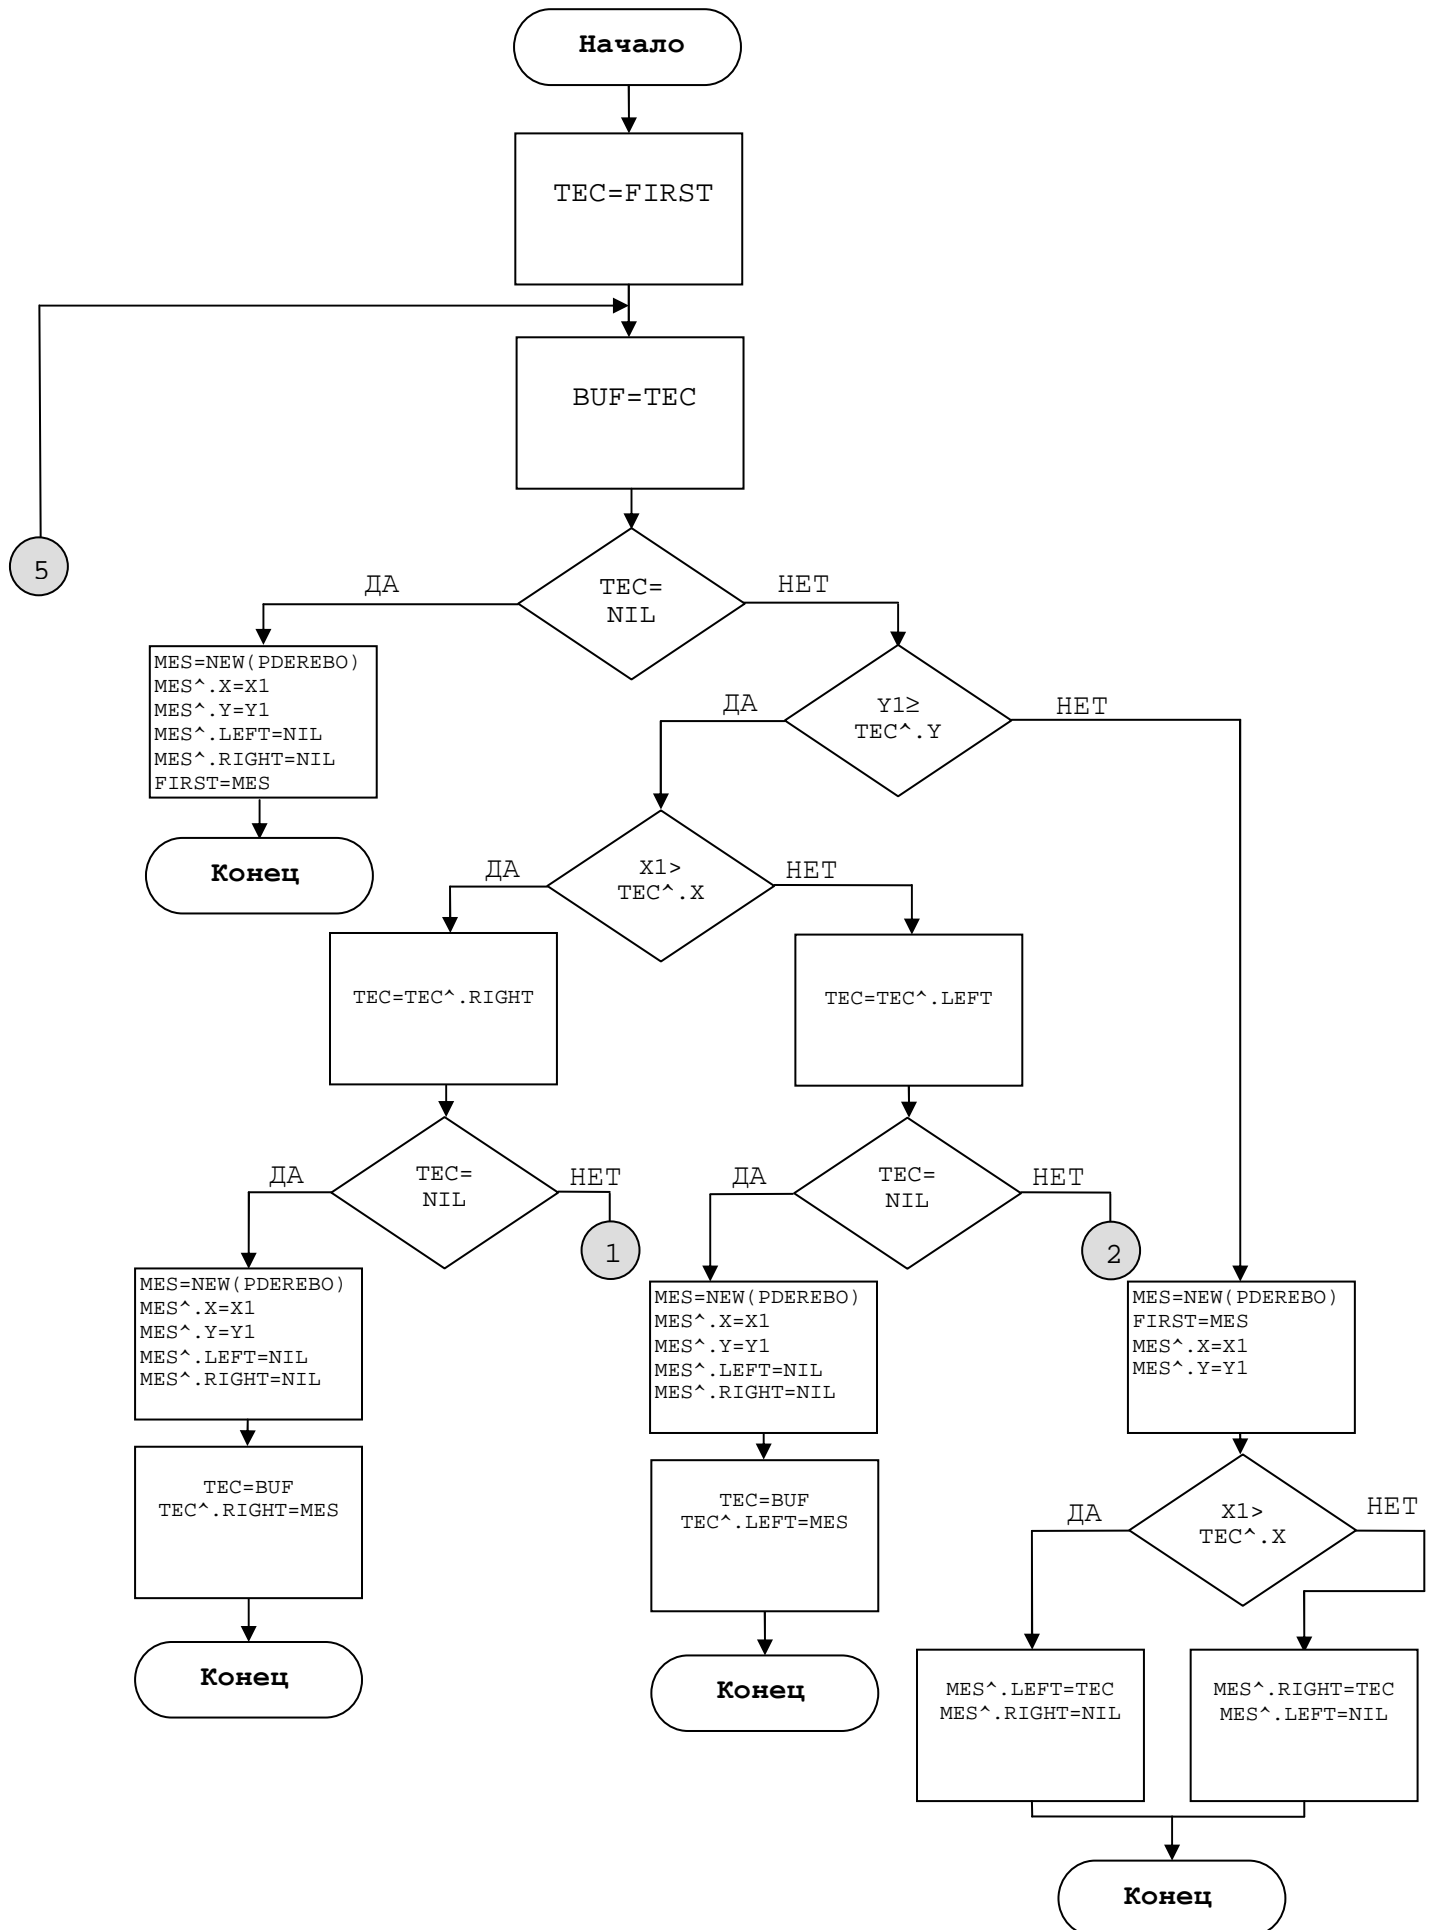 Начало
TEC=FIRST
BUF=TEC
5
ДА
TEC=
NIL
НЕТ
MES=NEW(PDEREBO)
MES^.X=X1
MES^.Y=Y1
MES^.LEFT=NIL
MES^.RIGHT=NIL
FIRST=MES
Конец
ДА
Y1≥
TEC^.Y
НЕТ
ДА
X1>
TEC^.X
НЕТ
TEC=TEC^.RIGHT
TEC=TEC^.LEFT
ДА
TEC=
NIL
НЕТ
1
ДА
TEC=
NIL
НЕТ
2
MES=NEW(PDEREBO)
MES^.X=X1
MES^.Y=Y1
MES^.LEFT=NIL
MES^.RIGHT=NIL
TEC=BUF
TEC^.RIGHT=MES
Конец
MES=NEW(PDEREBO)
MES^.X=X1
MES^.Y=Y1
MES^.LEFT=NIL
MES^.RIGHT=NIL
TEC=BUF
TEC^.LEFT=MES
Конец
MES=NEW(PDEREBO)
FIRST=MES
MES^.X=X1
MES^.Y=Y1
ДА
X1>
TEC^.X
НЕТ
MES^.LEFT=TEC
MES^.RIGHT=NIL
MES^.RIGHT=TEC
MES^.LEFT=NIL
Конец